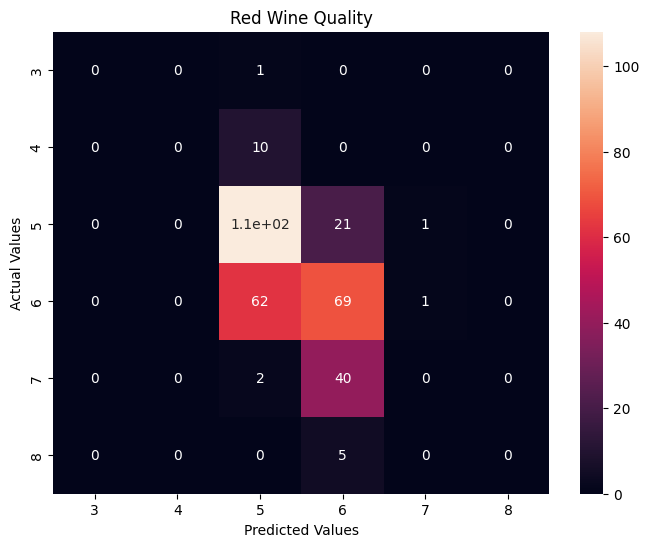 Red Wine Quality
Actual Values
3 0 0 1 0 0 0
4 0 0 10 0 0 0
5 0 0 1.1e+02 21 1 0
6 0 0 62 69 1 0
7 0 0 2 40 0 0
8 0 0 0 5 0 0
3 4 5 6 7 8
Predicted Values
100
80
60
40
20
0